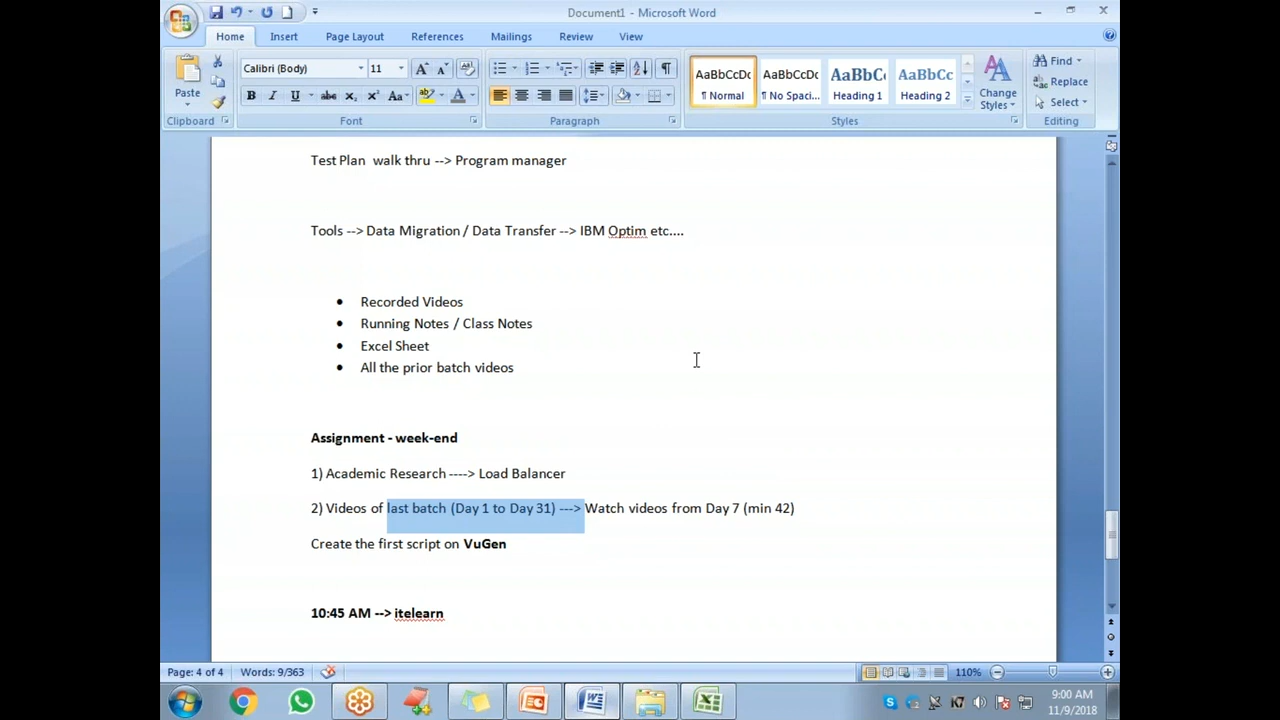 Document1 - Microsoft Word
Home Insert Page Layout References Mailings Review View
Paste
Clipboard
Calibri (Body) 11
Font
Paragraph
AaBbCcDc AaBbCcDc AaBbC AaBbCc
¶ Normal ¶ No Spaci... Heading 1 Heading 2
Change
Styles
Styles
Find
Replace
Select
Editing
Test Plan walk thru --> Program manager
Tools --> Data Migration / Data Transfer --> IBM Optim etc....
• Recorded Videos
• Running Notes / Class Notes
• Excel Sheet
• All the prior batch videos
Assignment - week-end
1) Academic Research ----> Load Balancer
2) Videos of last batch (Day 1 to Day 31) ---> Watch videos from Day 7 (min 42)
Create the first script on VuGen
10:45 AM --> itelearn
Page: 4 of 4 Words: 9/363 110%
9:00 AM
11/9/2018